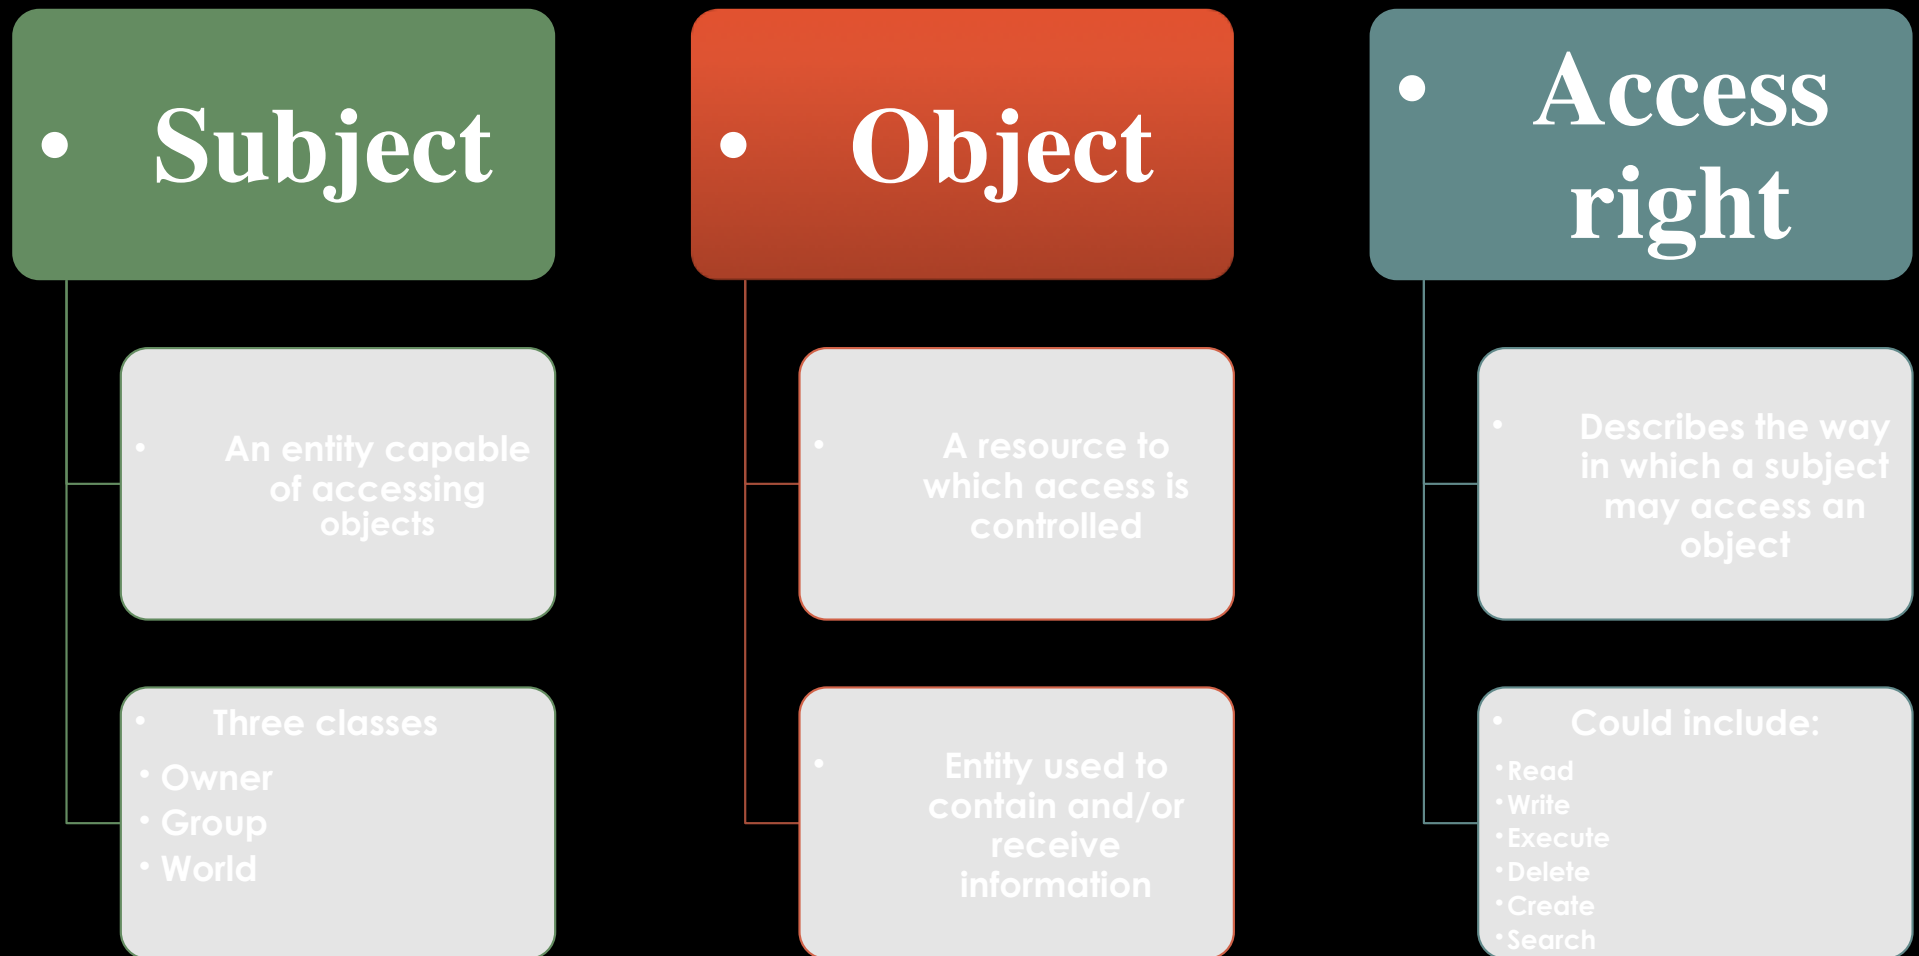 • Subject
• An entity capable
of accessing
objects
• Three classes
• Owner
• Group
• World
• Object
• A resource to
which access is
controlled
• Entity used to
contain and/or
receive
information
• Access
right
• Describes the way
in which a subject
may access an
object
• Could include:
• Read
• Write
• Execute
• Delete
• Create
• Search